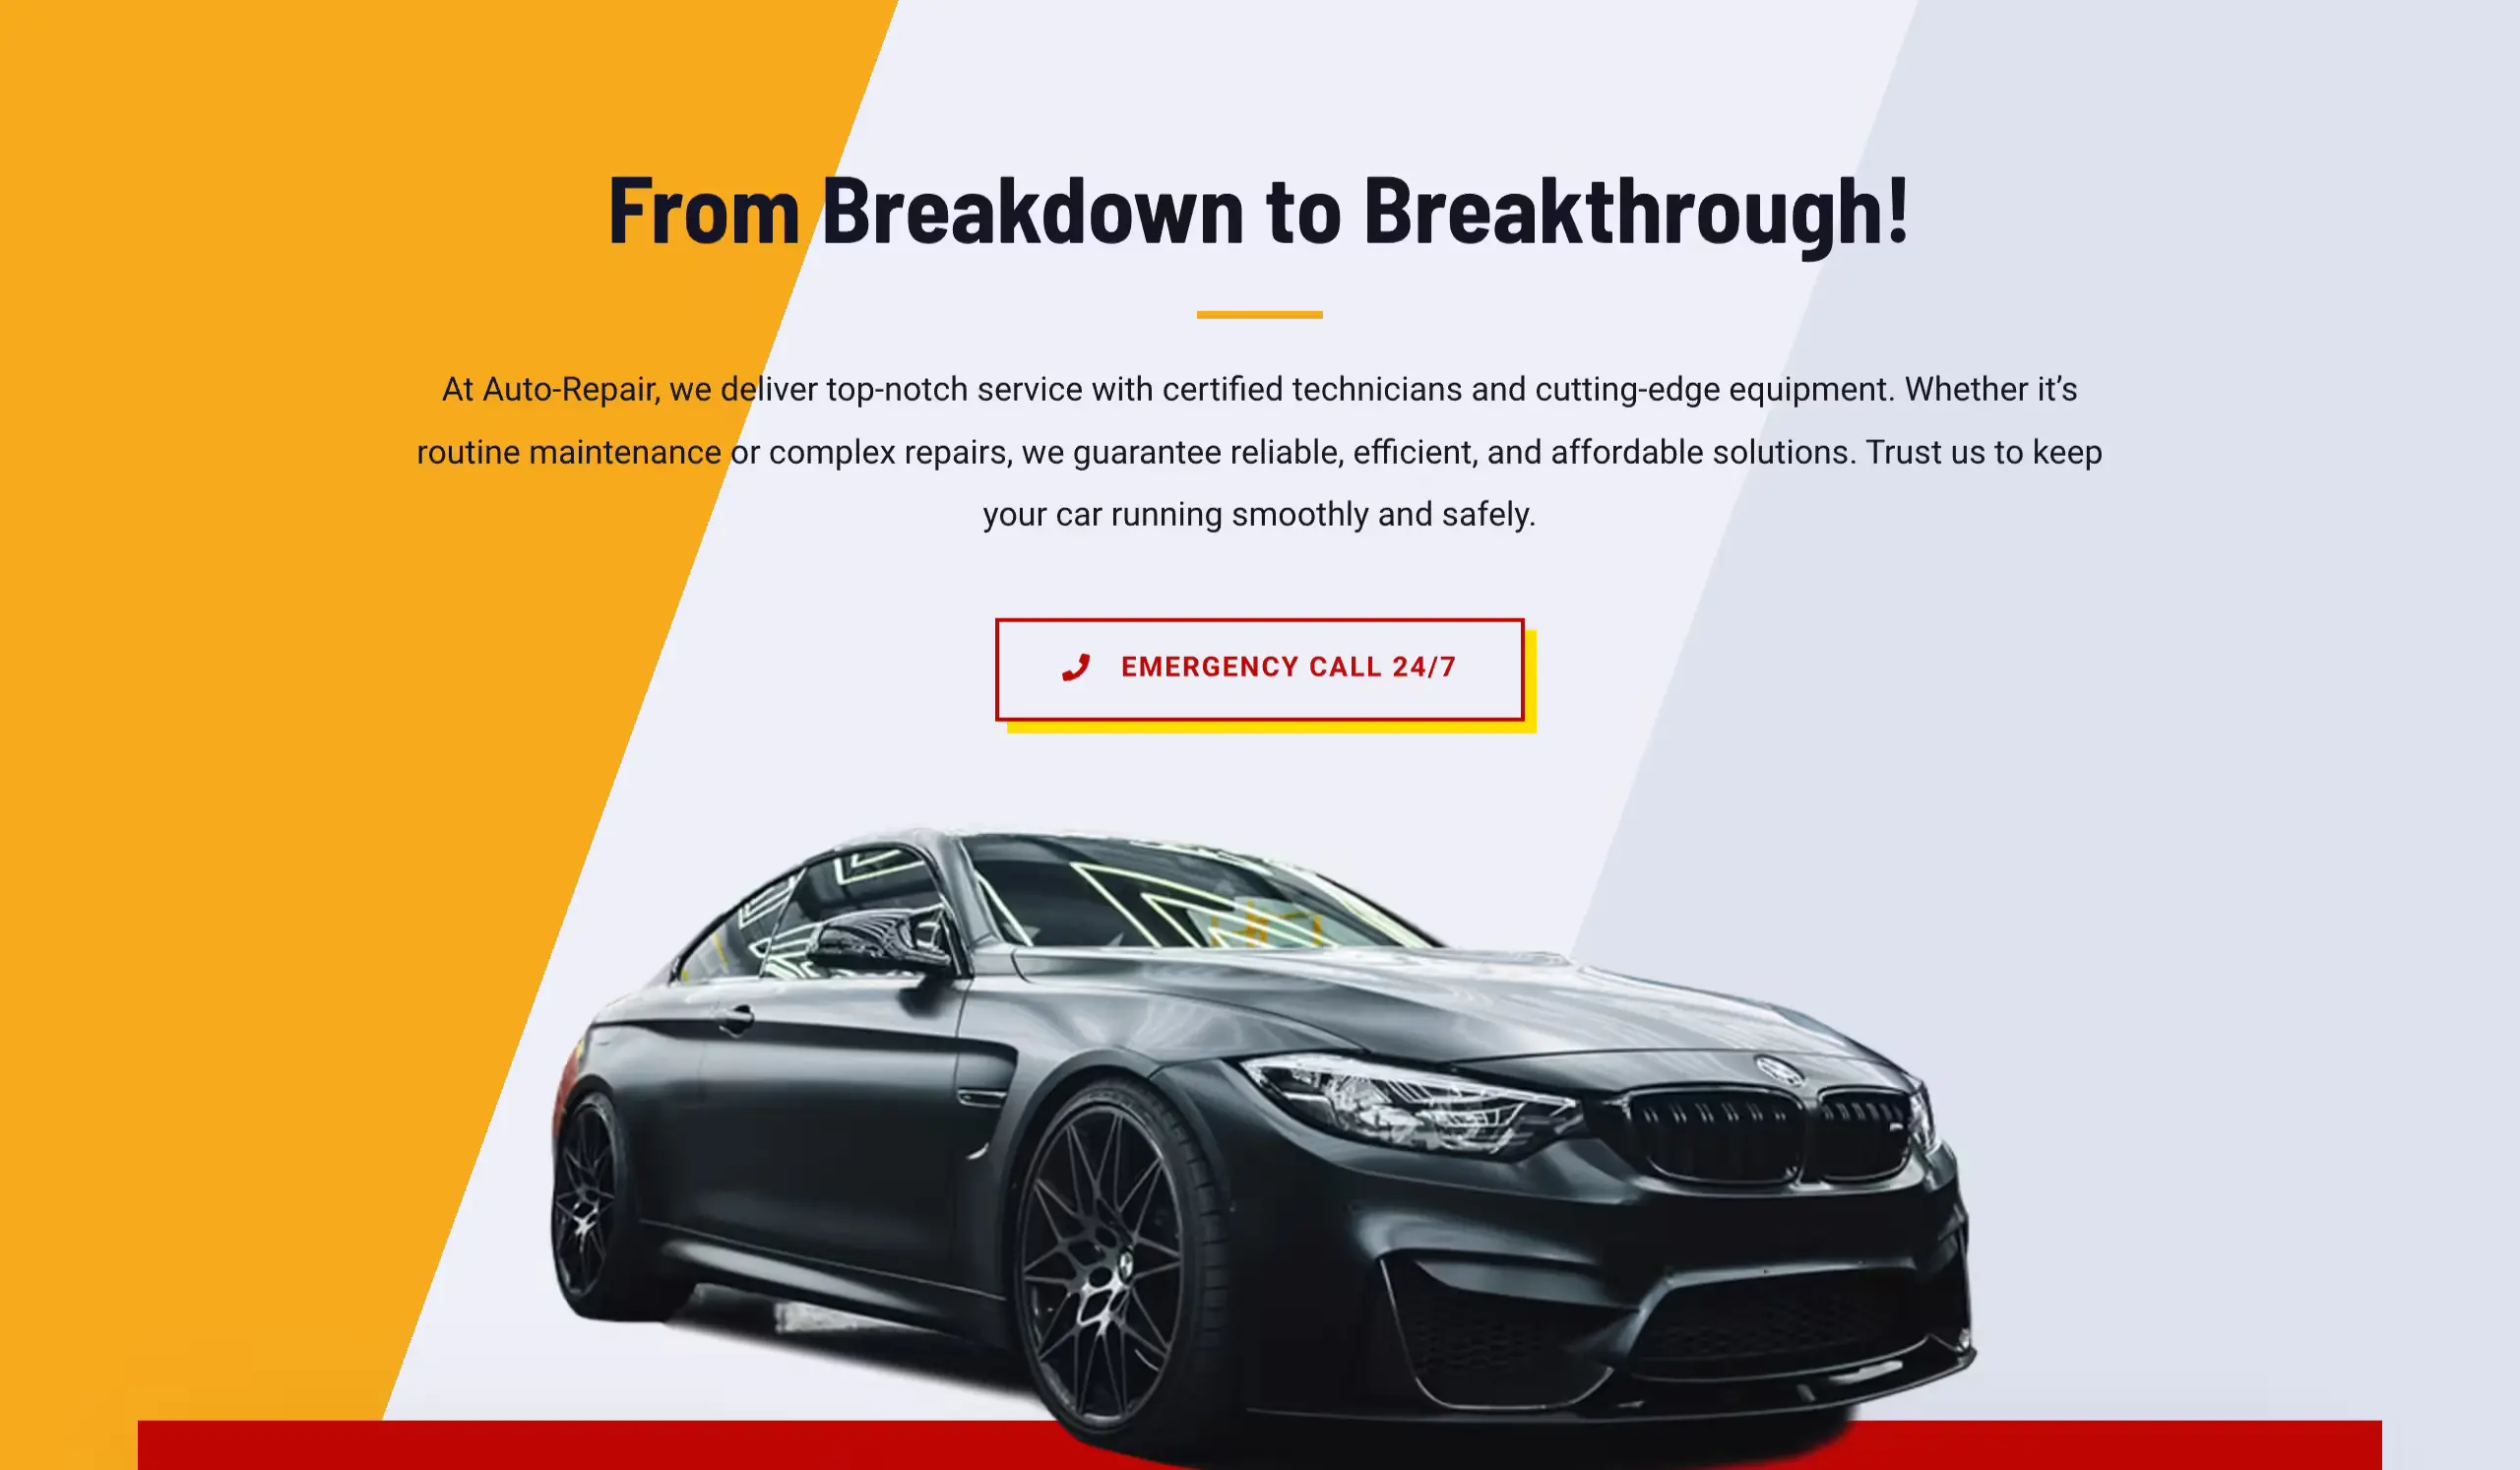 From Breakdown to Breakthrough!
At Auto-Repair, we deliver top-notch service with certified technicians and cutting-edge equipment. Whether it’s
routine maintenance or complex repairs, we guarantee reliable, efficient, and affordable solutions. Trust us to keep
your car running smoothly and safely.
EMERGENCY CALL 24/7